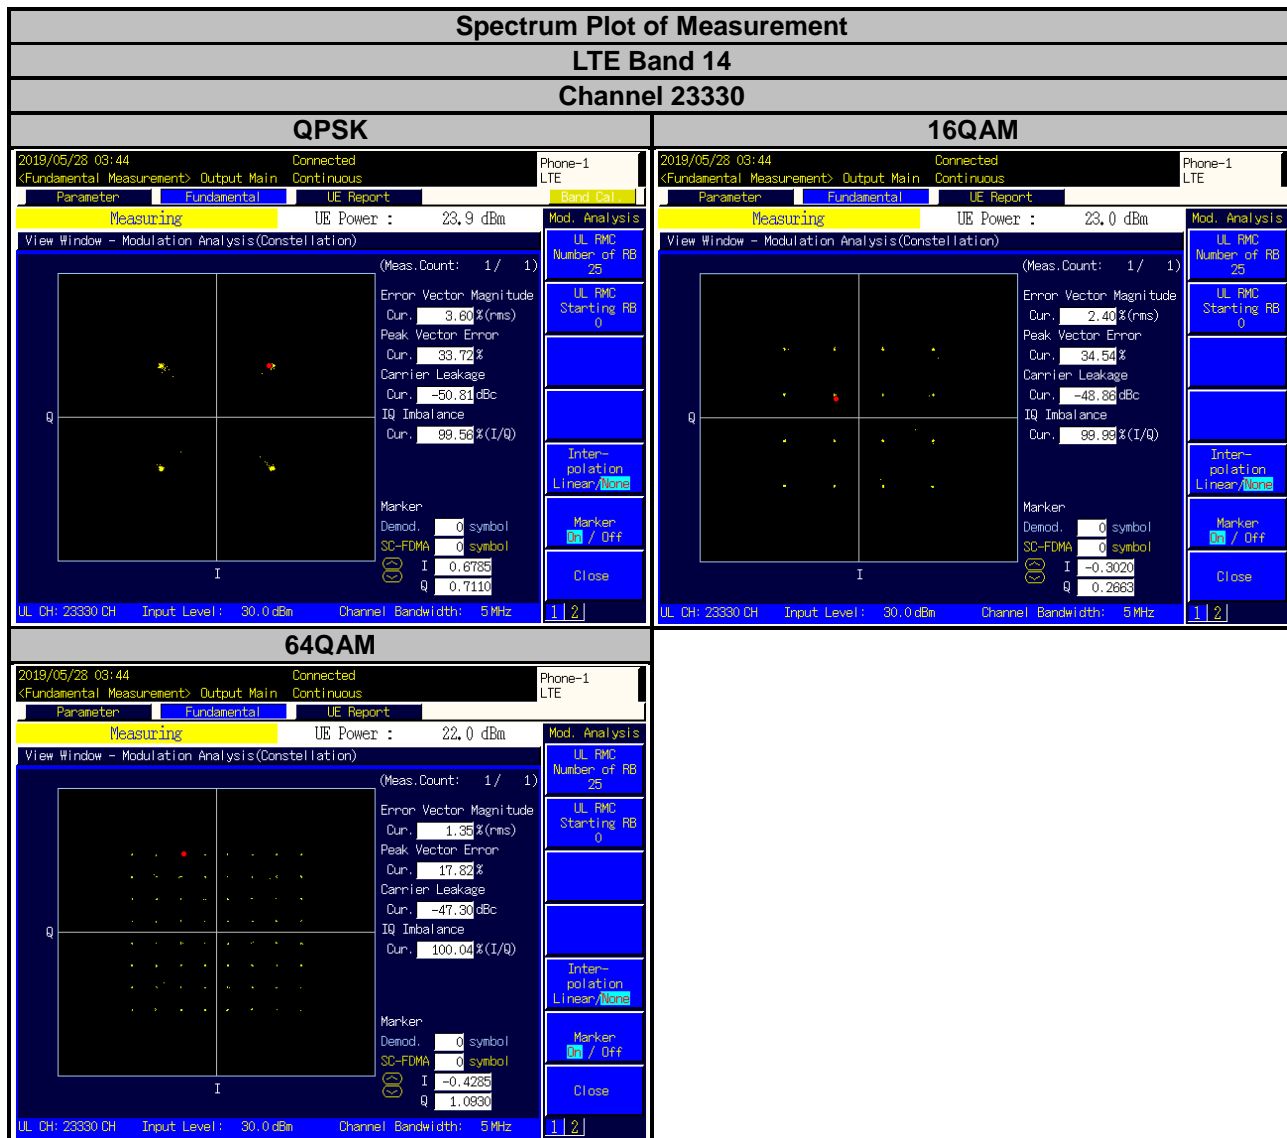 Spectrum Plot of Measurement
LTE Band 14
Channel 23330
QPSK
2019/05/28 03:44 Connected
<Fundamental Measurement> Output Main Continuous
Phone-1
LTE
Parameter Fundamental UE Report Band Cal.
Measuring UE Power : 23.9 dBm Mod. Analysis
View Window - Modulation Analysis(Constellation)
(Meas.Count: 1/ 1)
Error Vector Magnitude
Cur. 3.60 %(rms)
Peak Vector Error
Cur. 33.72 %
Carrier Leakage
Cur. -50.81 dBc
IQ Imbalance
Cur. 99.56 %(I/Q)
Marker
Demod. 0 symbol
SC-FDMA 0 symbol
I 0.6785
Q 0.7110
Q
I
UL RMC
Number of RB
25
UL RMC
Starting RB
0
Inter-
polation
Linear/None
Marker
On / Off
Close
UL CH: 23330 CH Input Level: 30.0 dBm Channel Bandwidth: 5 MHz 1 2
16QAM
2019/05/28 03:44 Connected
<Fundamental Measurement> Output Main Continuous
Phone-1
LTE
Parameter Fundamental UE Report
Measuring UE Power : 23.0 dBm Mod. Analysis
View Window - Modulation Analysis(Constellation)
(Meas.Count: 1/ 1)
Error Vector Magnitude
Cur. 2.40 %(rms)
Peak Vector Error
Cur. 34.54 %
Carrier Leakage
Cur. -48.86 dBc
IQ Imbalance
Cur. 99.99 %(I/Q)
Marker
Demod. 0 symbol
SC-FDMA 0 symbol
I -0.3020
Q 0.2663
Q
I
UL RMC
Number of RB
25
UL RMC
Starting RB
0
Inter-
polation
Linear/None
Marker
On / Off
Close
UL CH: 23330 CH Input Level: 30.0 dBm Channel Bandwidth: 5 MHz 1 2
64QAM
2019/05/28 03:44 Connected
<Fundamental Measurement> Output Main Continuous
Phone-1
LTE
Parameter Fundamental UE Report
Measuring UE Power : 22.0 dBm Mod. Analysis
View Window - Modulation Analysis(Constellation)
(Meas.Count: 1/ 1)
Error Vector Magnitude
Cur. 1.35 %(rms)
Peak Vector Error
Cur. 17.82 %
Carrier Leakage
Cur. -47.30 dBc
IQ Imbalance
Cur. 100.04 %(I/Q)
Marker
Demod. 0 symbol
SC-FDMA 0 symbol
I -0.4285
Q 1.0930
Q
I
UL RMC
Number of RB
25
UL RMC
Starting RB
0
Inter-
polation
Linear/None
Marker
On / Off
Close
UL CH: 23330 CH Input Level: 30.0 dBm Channel Bandwidth: 5 MHz 1 2